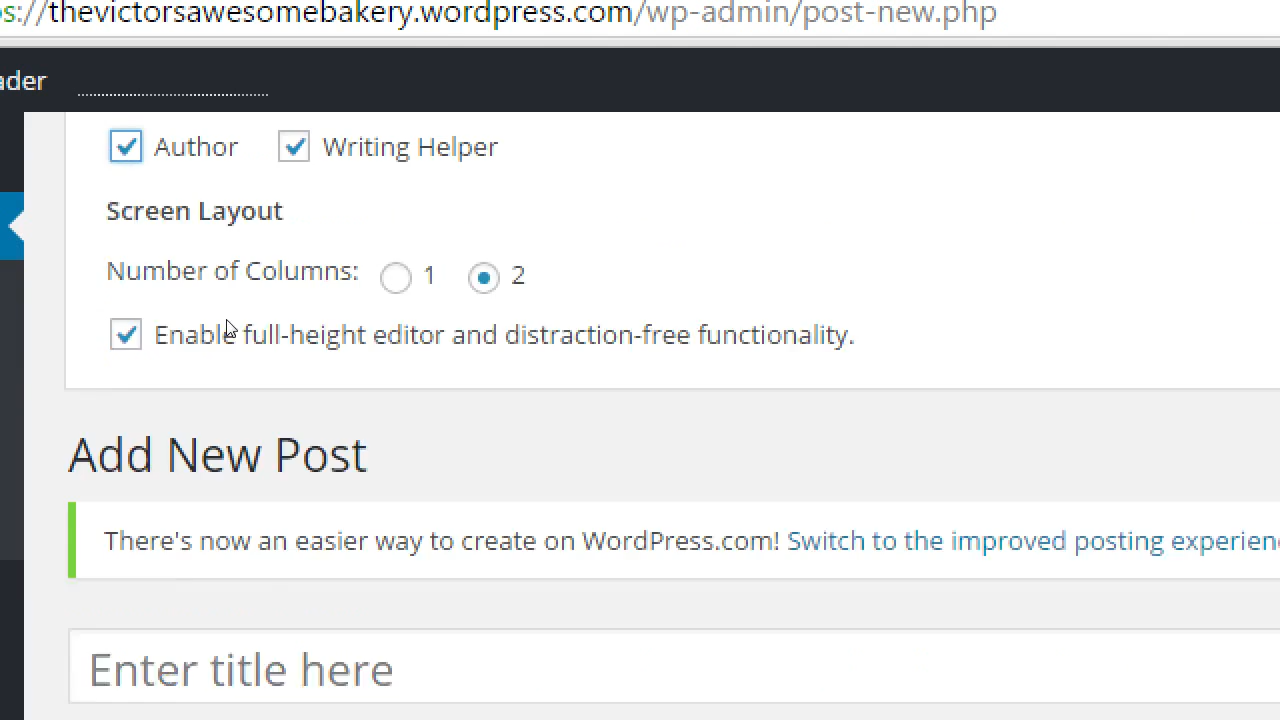 s://thevictorsawesomebakery.wordpress.com/wp-admin/post-new.php
ader
Author Writing Helper
Screen Layout
Number of Columns: 1 2
Enable full-height editor and distraction-free functionality.
Add New Post
There's now an easier way to create on WordPress.com! Switch to the improved posting experien
Enter title here